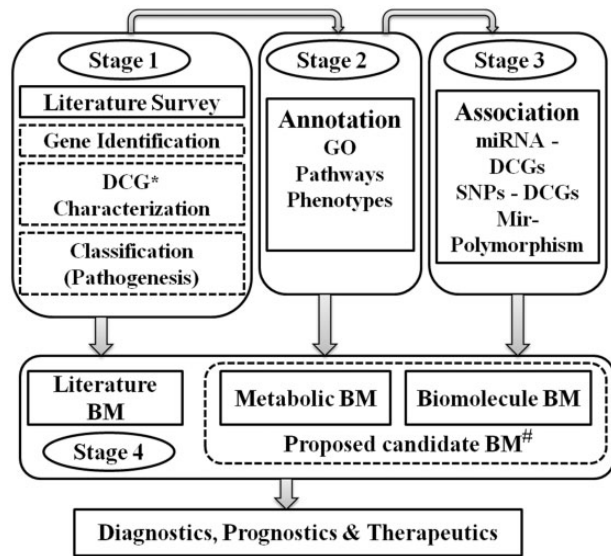 Stage 1
Literature Survey
Gene Identification
DCG*
Characterization
Classification
(Pathogenesis)
Stage 2
Annotation
GO
Pathways
Phenotypes
Stage 3
Association
miRNA -
DCGs
SNPs - DCGs
Mir-
Polymorphism
Literature
BM
Stage 4
Metabolic BM
Biomolecule BM
Proposed candidate BM#
Diagnostics, Prognostics & Therapeutics